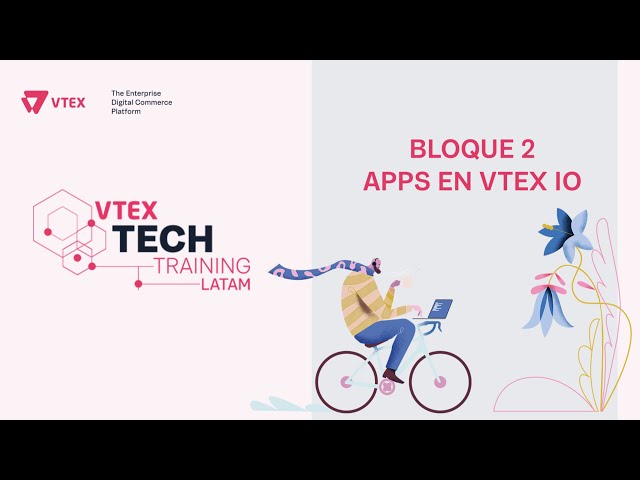 VTEX
The Enterprise
Digital Commerce
Platform
BLOQUE 2
APPS EN VTEX IO
VTEX
TECH
TRAINING
LATAM